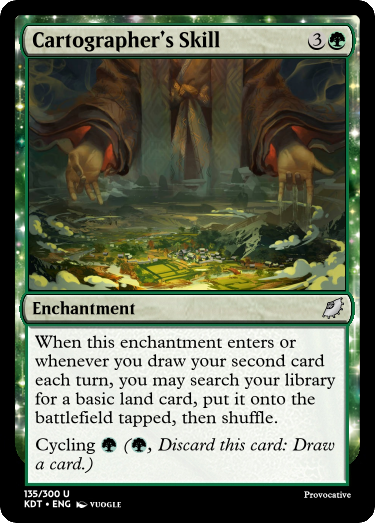 Cartographer's Skill 3
Enchantment
When this enchantment enters or
whenever you draw your second card
each turn, you may search your library
for a basic land card, put it onto the
battlefield tapped, then shuffle.
Cycling (, Discard this card: Draw
a card.)
135/300 U
KDT • ENG VUOGLE
Provocative